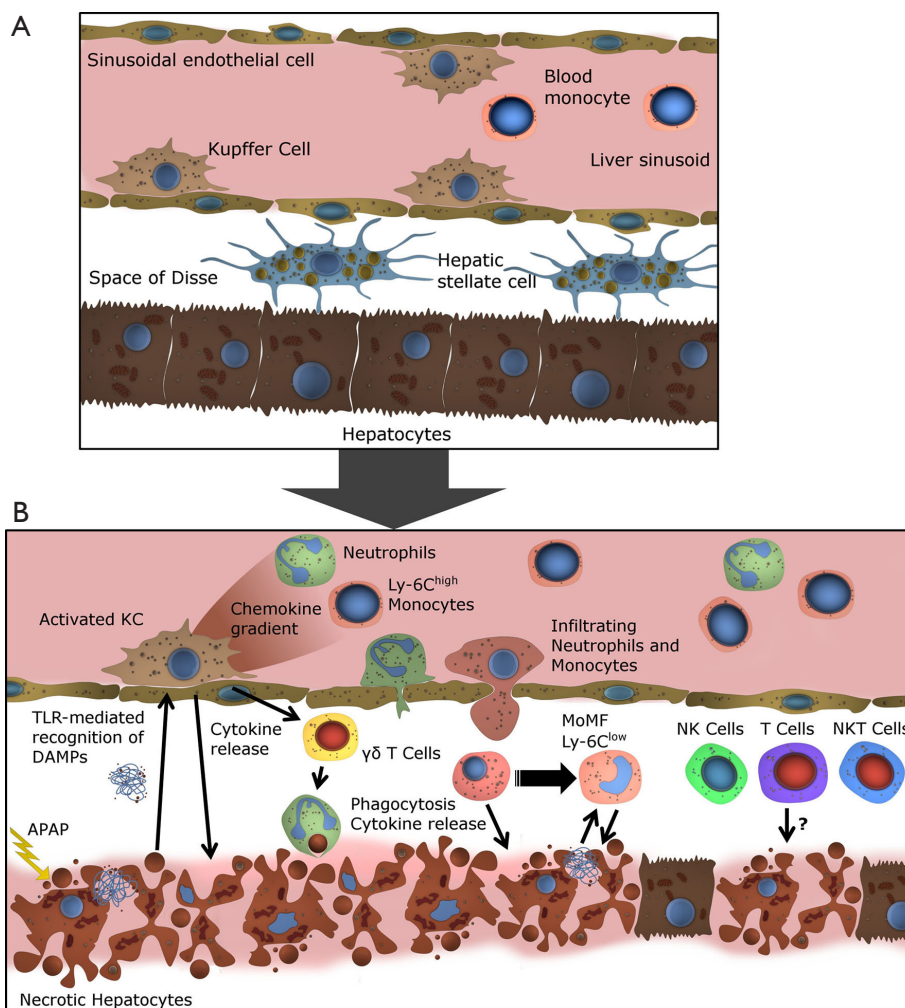 A
Sinusoidal endothelial cell
Blood
monocyte
Kupffer Cell
Liver sinusoid
Space of Disse
Hepatic
stellate cell
Hepatocytes
B
Neutrophils
Ly-6Chigh
Monocytes
Chemokine
gradient
Activated KC
Infiltrating
Neutrophils and
Monocytes
TLR-mediated
recognition of
DAMPs
Cytokine
release
γδ T Cells
MoMF
Ly-6Clow
NK Cells
T Cells
NKT Cells
Phagocytosis
Cytokine release
?
APAP
Necrotic Hepatocytes